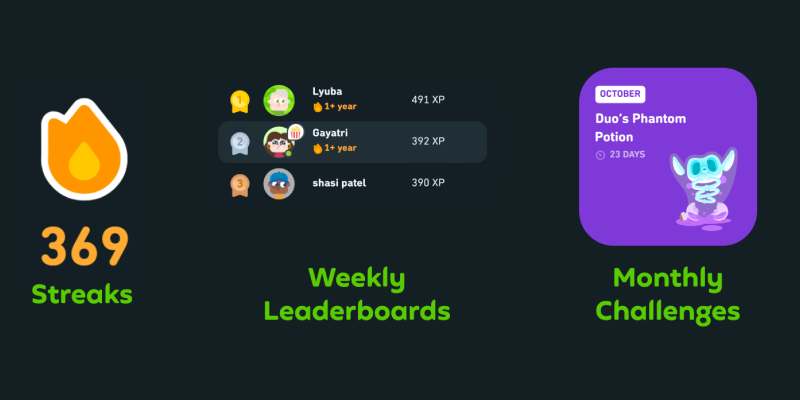 369
Streaks
1
Lyuba
1+ year
491 XP
2
Gayatri
1+ year
392 XP
3
shasi patel
390 XP
Weekly
Leaderboards
OCTOBER
Duo's Phantom
Potion
23 DAYS
Monthly
Challenges